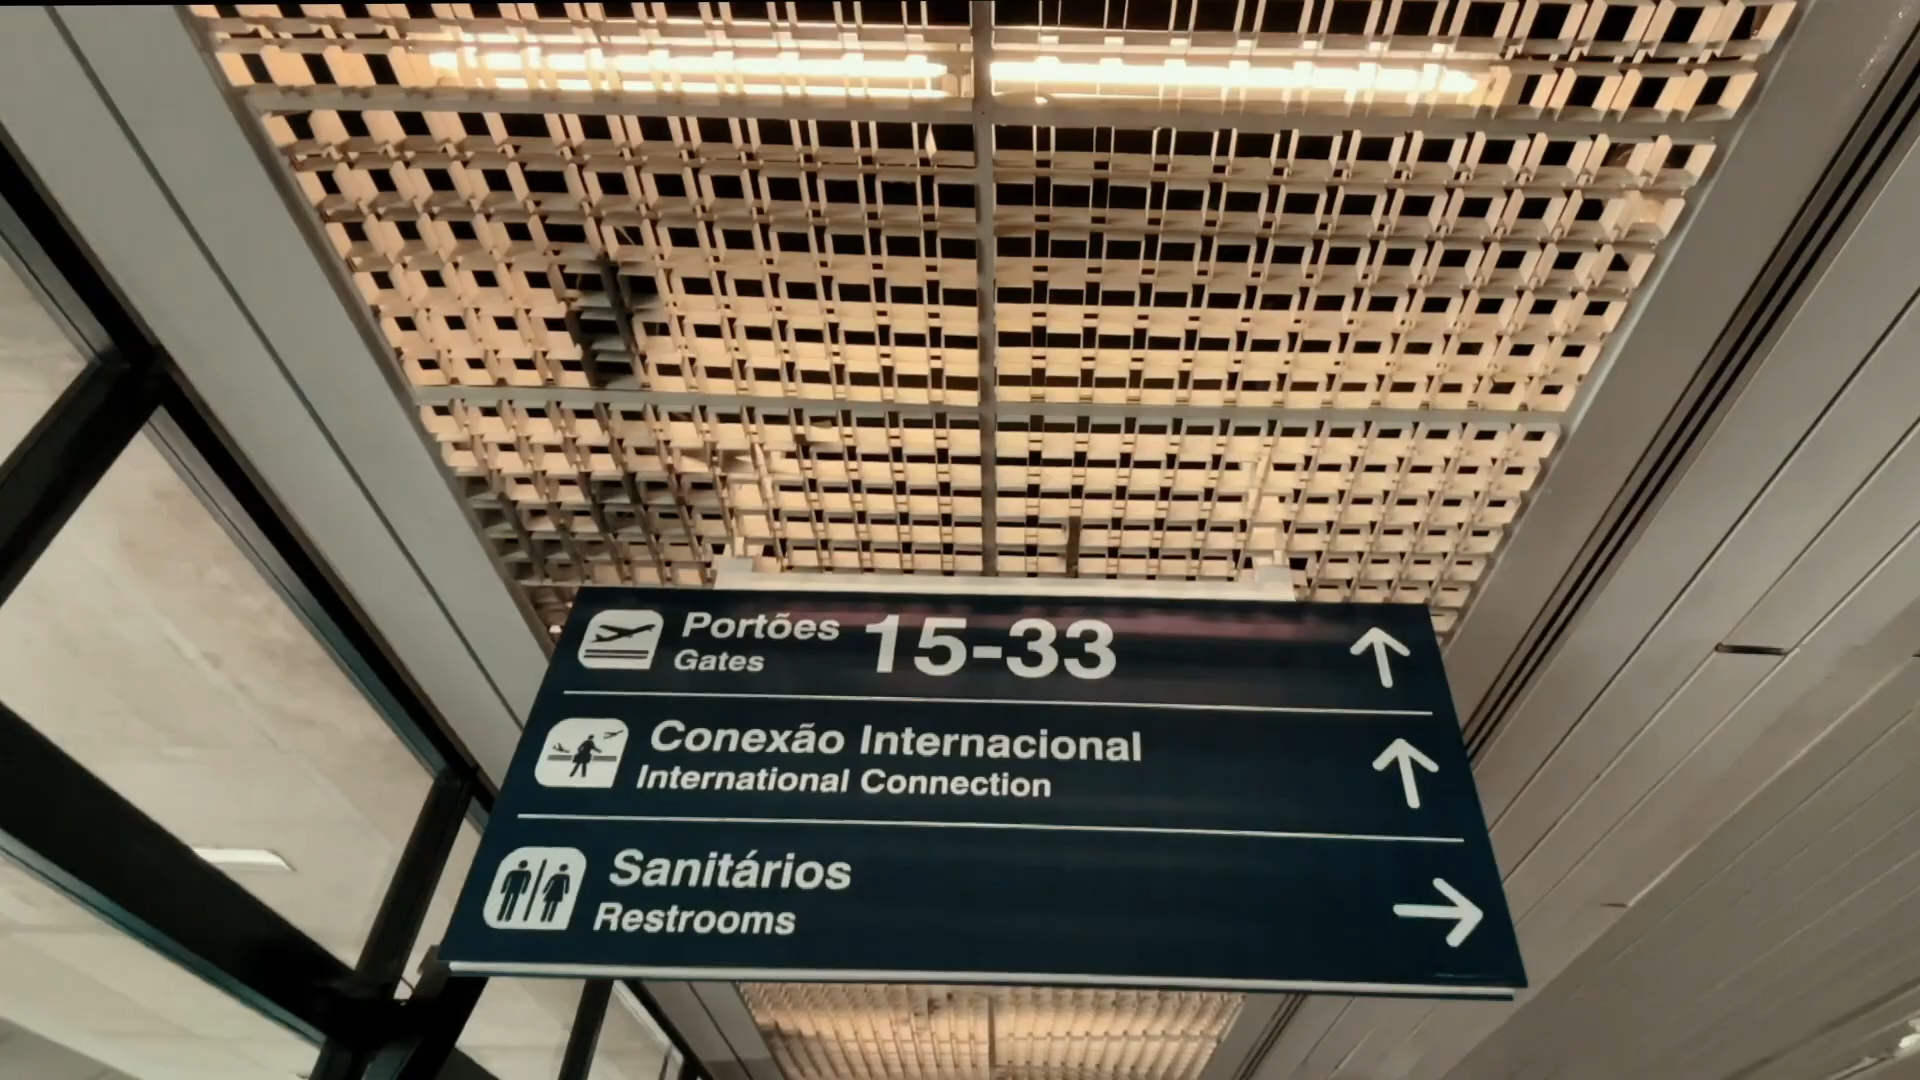 Portões 15-33
Gates
Conexão Internacional
International Connection
Sanitários
Restrooms